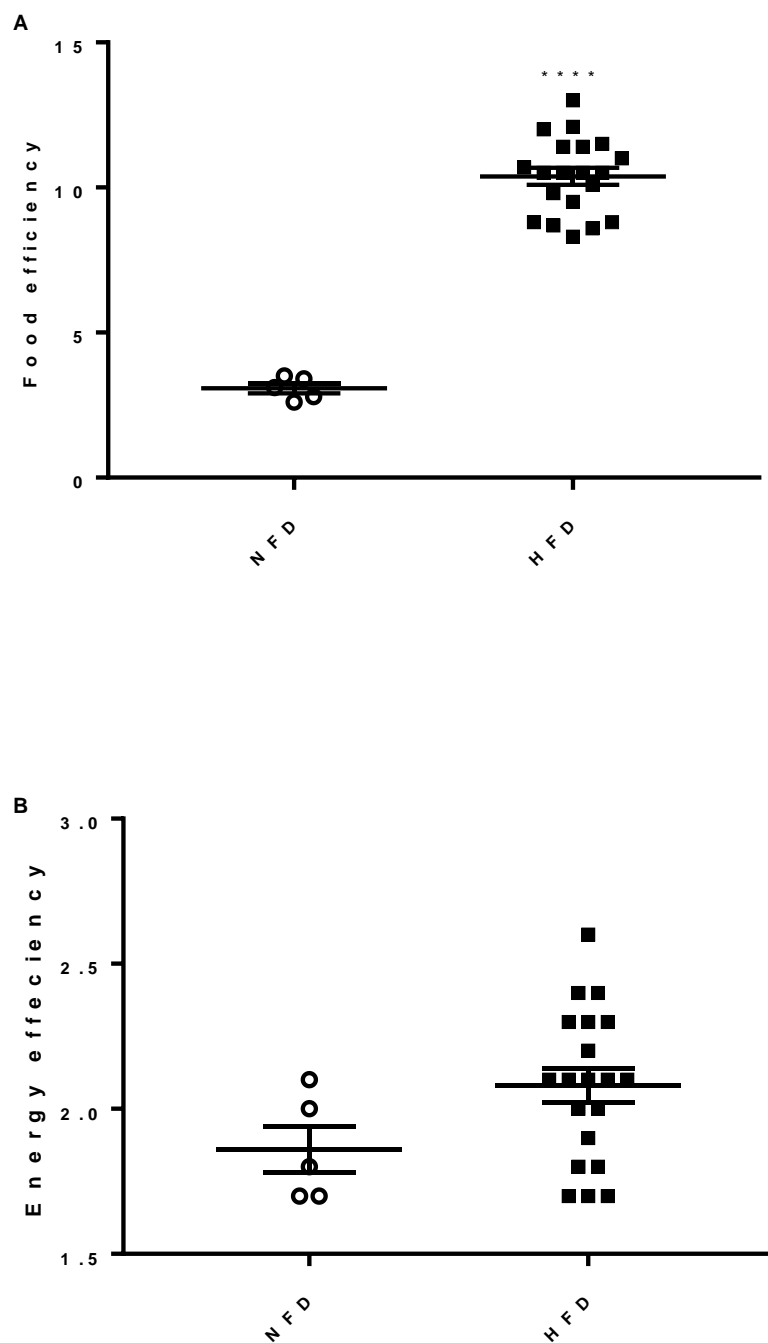 A
15
****
10
5
0
Food efficiency
NFD
HFD
B
3.0
2.5
2.0
1.5
Energy effeciency
NFD
HFD